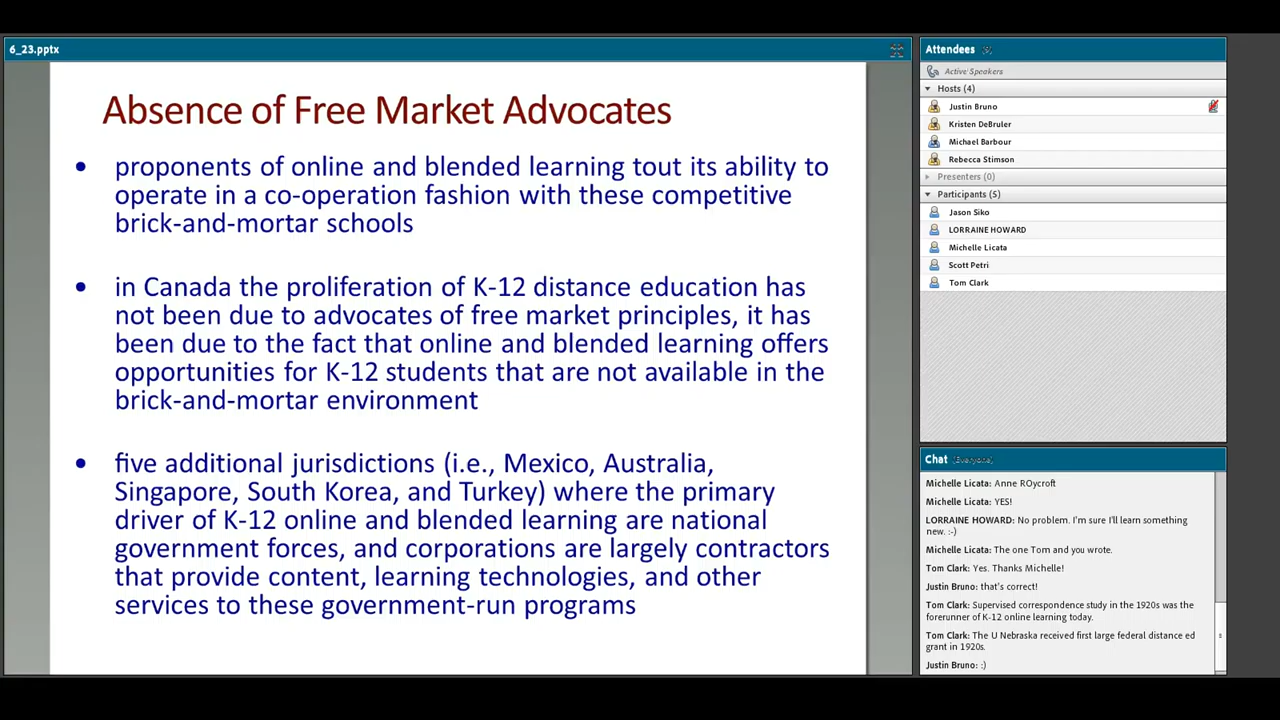 6_23.pptx
Absence of Free Market Advocates
• proponents of online and blended learning tout its ability to
operate in a co-operation fashion with these competitive
brick-and-mortar schools
• in Canada the proliferation of K-12 distance education has
not been due to advocates of free market principles, it has
been due to the fact that online and blended learning offers
opportunities for K-12 students that are not available in the
brick-and-mortar environment
• five additional jurisdictions (i.e., Mexico, Australia,
Singapore, South Korea, and Turkey) where the primary
driver of K-12 online and blended learning are national
government forces, and corporations are largely contractors
that provide content, learning technologies, and other
services to these government-run programs
Attendees
Active Speakers
Hosts (4)
Justin Bruno
Kristen DeBruler
Michael Barbour
Rebecca Stimson
Presenters (0)
Participants (5)
Jason Siko
LORRAINE HOWARD
Michelle Licata
Scott Petri
Tom Clark
Chat (Everyone)
Michelle Licata: Anne ROycroft
Michelle Licata: YES!
LORRAINE HOWARD: No problem. I'm sure I'll learn something
new. :-)
Michelle Licata: The one Tom and you wrote.
Tom Clark: Yes. Thanks Michelle!
Justin Bruno: that's correct!
Tom Clark: Supervised correspondence study in the 1920s was the
forerunner of K-12 online learning today.
Tom Clark: The U Nebraska received first large federal distance ed
grant in 1920s.
Justin Bruno: :)